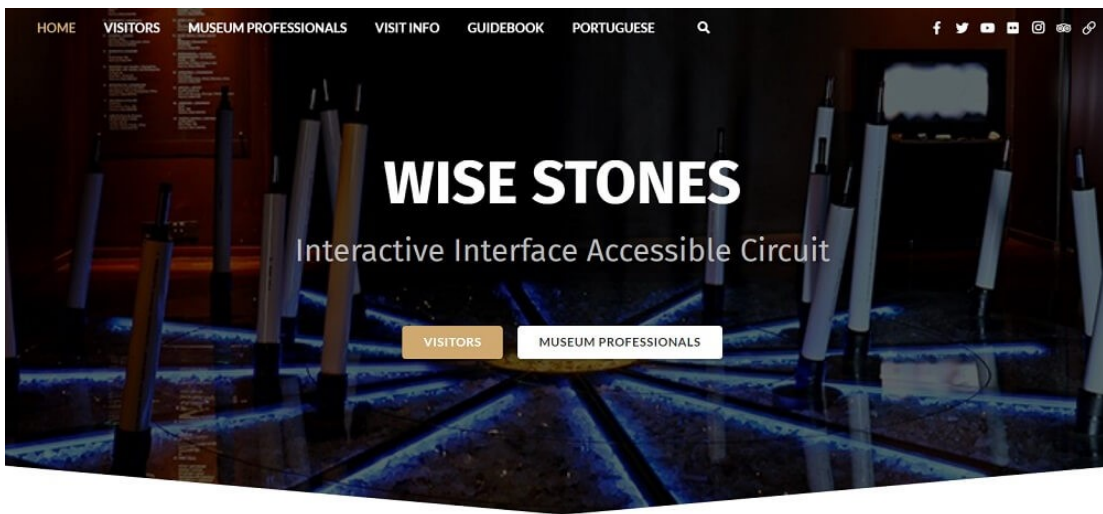 HOME VISITORS MUSEUM PROFESSIONALS VISIT INFO GUIDEBOOK PORTUGUESE
WISE STONES
Interactive Interface Accessible Circuit
VISITORS MUSEUM PROFESSIONALS